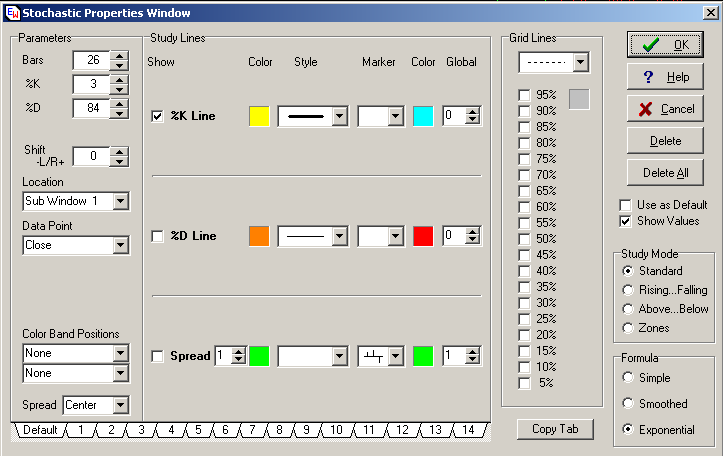 EW Stochastic Properties Window
Parameters
Bars 26
%K 3
%D 84
Shift
-L/R+ 0
Location
Sub Window 1
Data Point
Close
Color Band Positions
None
None
Spread Center
Study Lines
Show Color Style Marker Color Global
%K Line 0
%D Line 0
Spread 1 1
Grid Lines
95%
90%
85%
80%
75%
70%
65%
60%
55%
50%
45%
40%
35%
30%
25%
20%
15%
10%
5%
OK
? Help
Cancel
Delete
Delete All
Use as Default
Show Values
Study Mode
Standard
Rising...Falling
Above...Below
Zones
Formula
Simple
Smoothed
Exponential
Default 1 2 3 4 5 6 7 8 9 10 11 12 13 14
Copy Tab